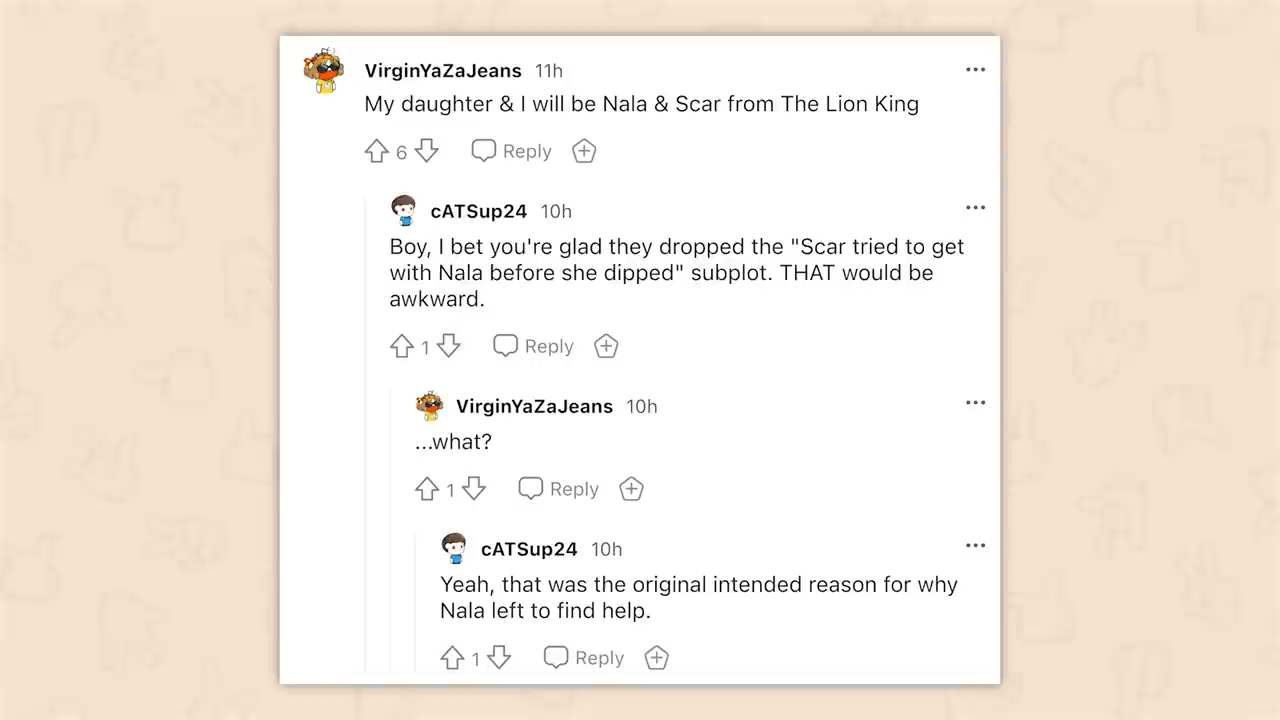 VirginYaZaJeans 11h
My daughter & I will be Nala & Scar from The Lion King
6 Reply
cATSup24 10h
Boy, I bet you're glad they dropped the "Scar tried to get
with Nala before she dipped" subplot. THAT would be
awkward.
1 Reply
VirginYaZaJeans 10h
...what?
1 Reply
cATSup24 10h
Yeah, that was the original intended reason for why
Nala left to find help.
1 Reply